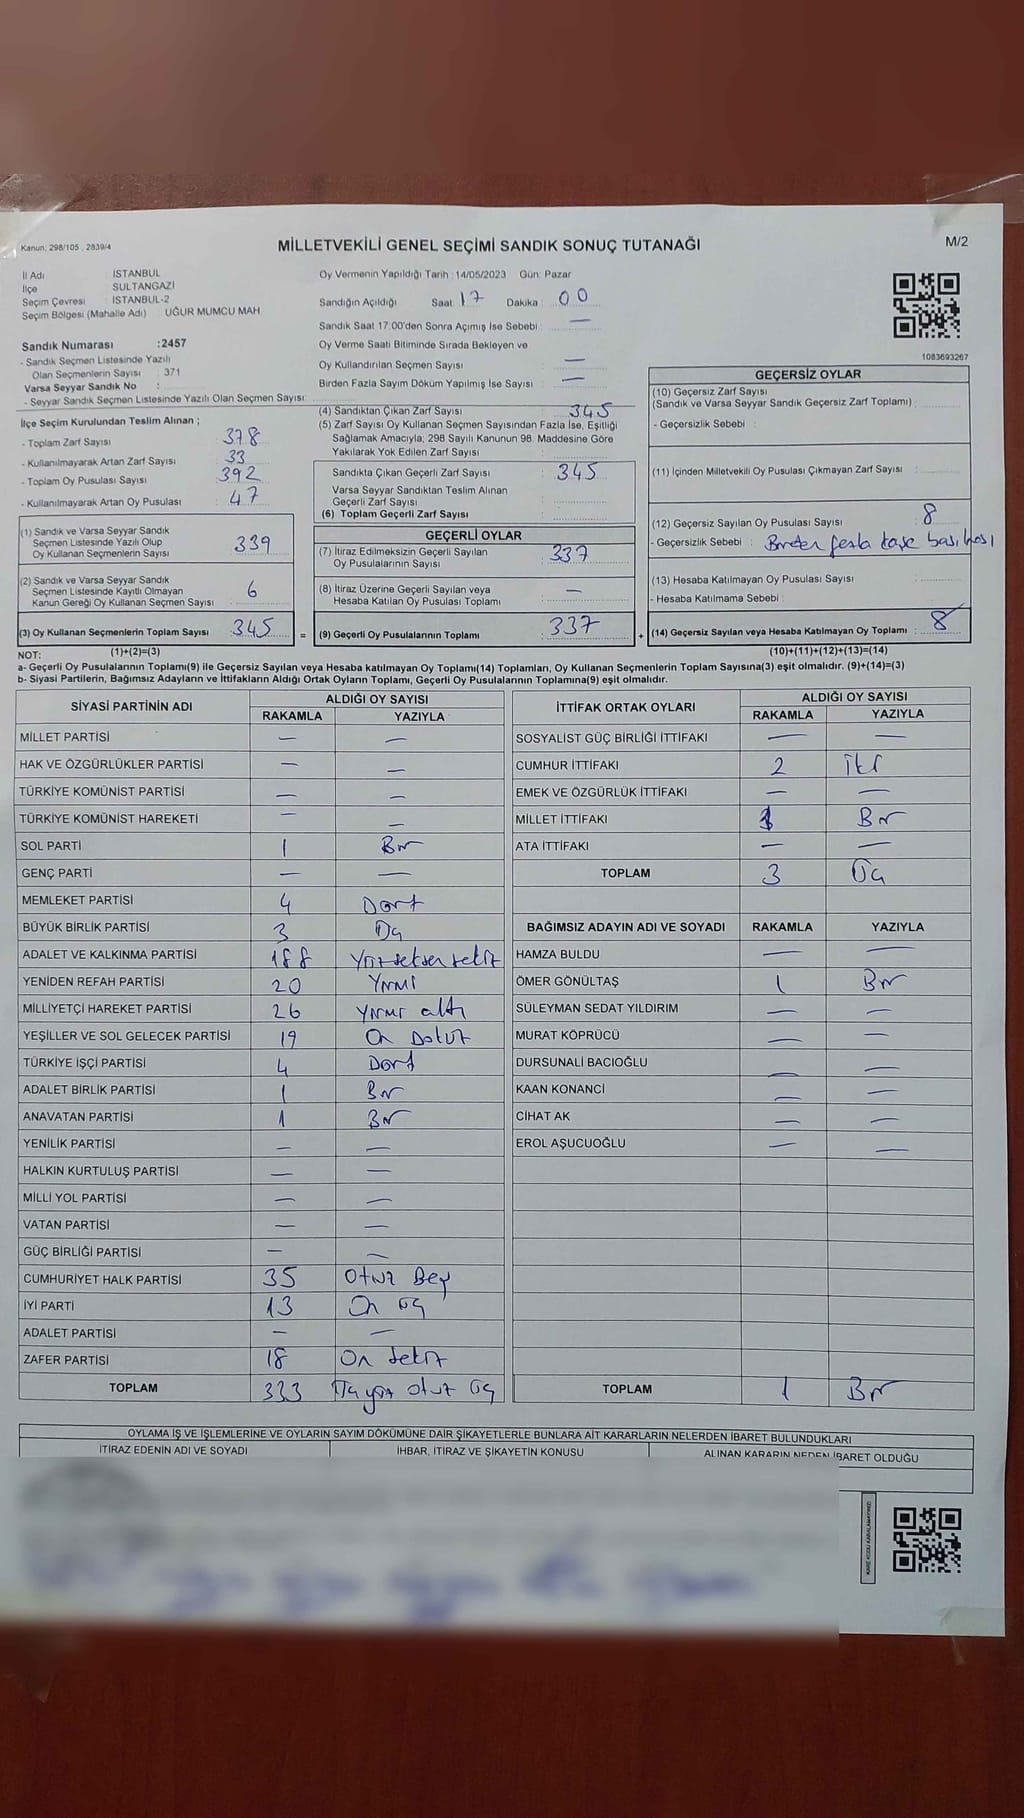 Kanun: 298/105 , 2839/4
MİLLETVEKİLİ GENEL SEÇİMİ SANDIK SONUÇ TUTANAĞI
M/2
İl Adı : İSTANBUL
İlçe : SULTANGAZİ
Seçim Çevresi : İSTANBUL-2
Seçim Bölgesi (Mahalle Adı) : UĞUR MUMCU MAH
Sandık Numarası :2457
- Sandık Seçmen Listesinde Yazılı
Olan Seçmenlerin Sayısı : 371
Varsa Seyyar Sandık No :
- Seyyar Sandık Seçmen Listesinde Yazılı Olan Seçmen Sayısı:
Oy Vermenin Yapıldığı Tarih :14/05/2023 Gün: Pazar
Sandığın Açıldığı Saat: 17 Dakika : 00
Sandık Saat 17:00'den Sonra Açımış İse Sebebi : —
Oy Verme Saati Bitiminde Sırada Bekleyen ve
Oy Kullandırılan Seçmen Sayısı : —
Birden Fazla Sayım Döküm Yapılmış İse Sayısı : —
1083693267
İlçe Seçim Kurulundan Teslim Alınan ;
- Toplam Zarf Sayısı : 378
- Kullanılmayarak Artan Zarf Sayısı : 33
- Toplam Oy Pusulası Sayısı : 392
- Kullanılmayarak Artan Oy Pusulası : 47
(1) Sandık ve Varsa Seyyar Sandık
Seçmen Listesinde Yazılı Olup
Oy Kullanan Seçmenlerin Sayısı : 339
(2) Sandık ve Varsa Seyyar Sandık
Seçmen Listesinde Kayıtlı Olmayan
Kanun Gereği Oy Kullanan Seçmen Sayısı : 6
(3) Oy Kullanan Seçmenlerin Toplam Sayısı : 345
(1)+(2)=(3)
(4) Sandıktan Çıkan Zarf Sayısı : 345
(5) Zarf Sayısı Oy Kullanan Seçmen Sayısından Fazla İse, Eşitliği
Sağlamak Amacıyla, 298 Sayılı Kanunun 98. Maddesine Göre
Yakılarak Yok Edilen Zarf Sayısı :
Sandıkta Çıkan Geçerli Zarf Sayısı : 345
Varsa Seyyar Sandıktan Teslim Alınan
Geçerli Zarf Sayısı :
(6) Toplam Geçerli Zarf Sayısı :
GEÇERLİ OYLAR
(7) İtiraz Edilmeksizin Geçerli Sayılan
Oy Pusulalarının Sayısı : 337
(8) İtiraz Üzerine Geçerli Sayılan veya
Hesaba Katılan Oy Pusulası Toplamı : —
= (9) Geçerli Oy Pusulalarının Toplamı : 337
GEÇERSİZ OYLAR
(10) Geçersiz Zarf Sayısı
(Sandık ve Varsa Seyyar Sandık Geçersiz Zarf Toplamı) :
- Geçersizlik Sebebi :
(11) İçinden Milletvekili Oy Pusulası Çıkmayan Zarf Sayısı :
(12) Geçersiz Sayılan Oy Pusulası Sayısı : 8
- Geçersizlik Sebebi :
(13) Hesaba Katılmayan Oy Pusulası Sayısı :
- Hesaba Katılmama Sebebi :
+ (14) Geçersiz Sayılan veya Hesaba Katılmayan Oy Toplamı : 8
(10)+(11)+(12)+(13)=(14)
NOT:
a- Geçerli Oy Pusulalarının Toplamı(9) ile Geçersiz Sayılan veya Hesaba katılmayan Oy Toplamı(14) Toplamları, Oy Kullanan Seçmenlerin Toplam Sayısına(3) eşit olmalıdır. (9)+(14)=(3)
b- Siyasi Partilerin, Bağımsız Adayların ve İttifakların Aldığı Ortak Oyların Toplamı, Geçerli Oy Pusulalarının Toplamına(9) eşit olmalıdır.
SİYASİ PARTİNİN ADI ALDIĞI OY SAYISI
RAKAMLA YAZIYLA
MİLLET PARTİSİ — —
HAK VE ÖZGÜRLÜKLER PARTİSİ — —
TÜRKİYE KOMÜNİST PARTİSİ — —
TÜRKİYE KOMÜNİST HAREKETİ — —
SOL PARTİ 1 Bir
GENÇ PARTİ — —
MEMLEKET PARTİSİ 4 Dört
BÜYÜK BİRLİK PARTİSİ 3 Üç
ADALET VE KALKINMA PARTİSİ 188 Yüzseksen sekiz
YENİDEN REFAH PARTİSİ 20 Yirmi
MİLLİYETÇİ HAREKET PARTİSİ 26 Yirmi altı
YEŞİLLER VE SOL GELECEK PARTİSİ 19 On Dokuz
TÜRKİYE İŞÇİ PARTİSİ 4 Dört
ADALET BİRLİK PARTİSİ 1 Bir
ANAVATAN PARTİSİ 1 Bir
YENİLİK PARTİSİ — —
HALKIN KURTULUŞ PARTİSİ — —
MİLLİ YOL PARTİSİ — —
VATAN PARTİSİ — —
GÜÇ BİRLİĞİ PARTİSİ — —
CUMHURİYET HALK PARTİSİ 35 Otuz Beş
İYİ PARTİ 13 On üç
ADALET PARTİSİ — —
ZAFER PARTİSİ 18 On sekiz
TOPLAM 333 Üçyüz otuz üç
İTTİFAK ORTAK OYLARI ALDIĞI OY SAYISI
RAKAMLA YAZIYLA
SOSYALİST GÜÇ BİRLİĞİ İTTİFAKI — —
CUMHUR İTTİFAKI 2 İki
EMEK VE ÖZGÜRLÜK İTTİFAKI — —
MİLLET İTTİFAKI 1 Bir
ATA İTTİFAKI — —
TOPLAM 3 Üç
BAĞIMSIZ ADAYIN ADI VE SOYADI RAKAMLA YAZIYLA
HAMZA BULDU — —
ÖMER GÖNÜLTAŞ 1 Bir
SÜLEYMAN SEDAT YILDIRIM — —
MURAT KÖPRÜCÜ — —
DURSUNALİ BACIOĞLU — —
KAAN KONANCİ — —
CİHAT AK — —
EROL AŞUCUOĞLU — —
TOPLAM 1 Bir
OYLAMA İŞ VE İŞLEMLERİNE VE OYLARIN SAYIM DÖKÜMÜNE DAİR ŞİKAYETLERLE BUNLARA AİT KARARLARIN NELERDEN İBARET BULUNDUKLARI
İTİRAZ EDENİN ADI VE SOYADI İHBAR, İTİRAZ VE ŞİKAYETİN KONUSU ALINAN KARARIN NEDEN İBARET OLDUĞU
KARE KODU KARALAMAYINIZ!